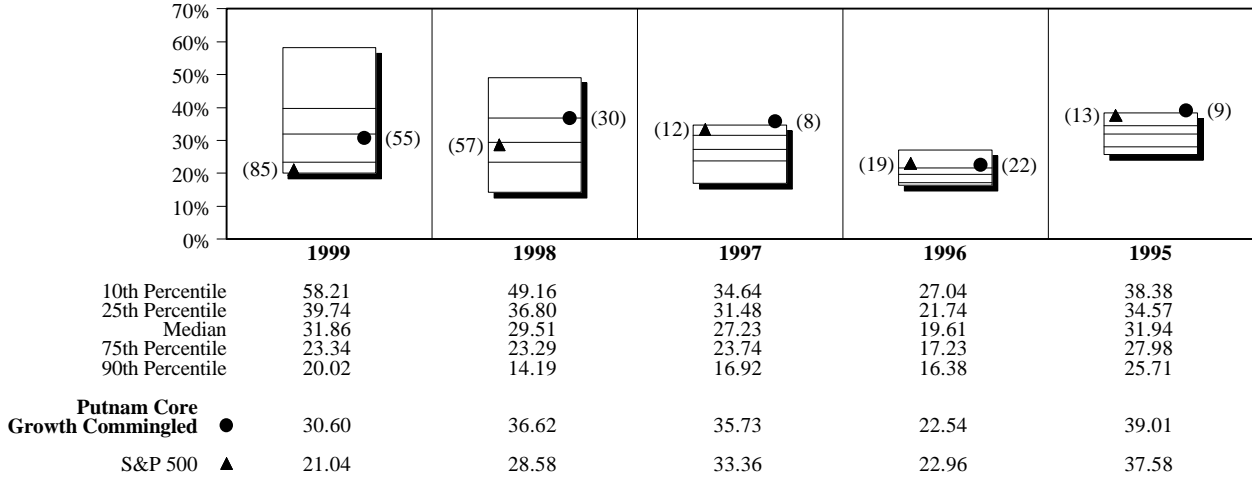 70%
60%
50%
40%
30%
20%
10%
0%
(85)
(55)
(57)
(30)
(12)
(8)
(19)
(22)
(13)
(9)
1999 1998 1997 1996 1995
10th Percentile 58.21 49.16 34.64 27.04 38.38
25th Percentile 39.74 36.80 31.48 21.74 34.57
Median 31.86 29.51 27.23 19.61 31.94
75th Percentile 23.34 23.29 23.74 17.23 27.98
90th Percentile 20.02 14.19 16.92 16.38 25.71
Putnam Core
Growth Commingled 30.60 36.62 35.73 22.54 39.01
S&P 500 21.04 28.58 33.36 22.96 37.58